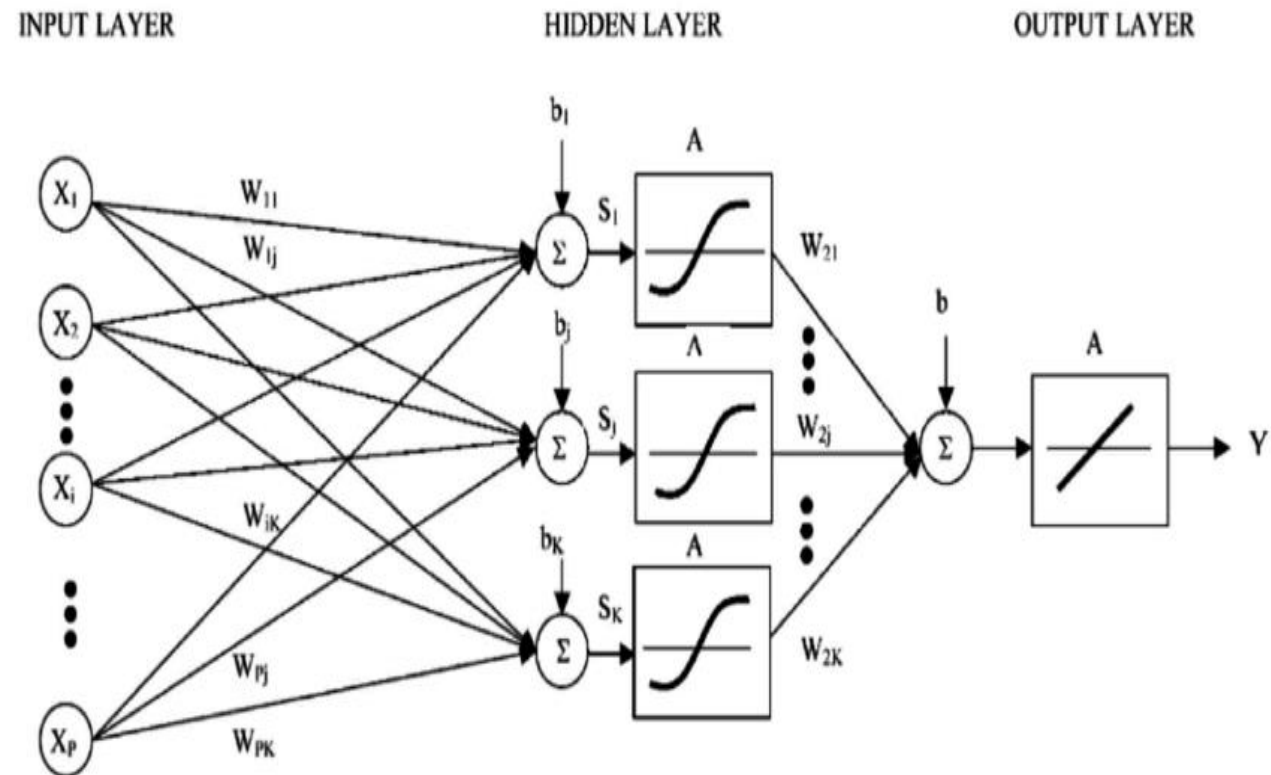 INPUT LAYER HIDDEN LAYER OUTPUT LAYER
b₁
A
X₁
W₁₁
S₁
W₁ⱼ
Σ
W₂₁
X₂
bⱼ
A
b
A
Sⱼ
W₂ⱼ
Σ
Σ
Y
Xᵢ
WᵢK
bK
A
SK
Σ
W₂K
WPj
XP
WPK